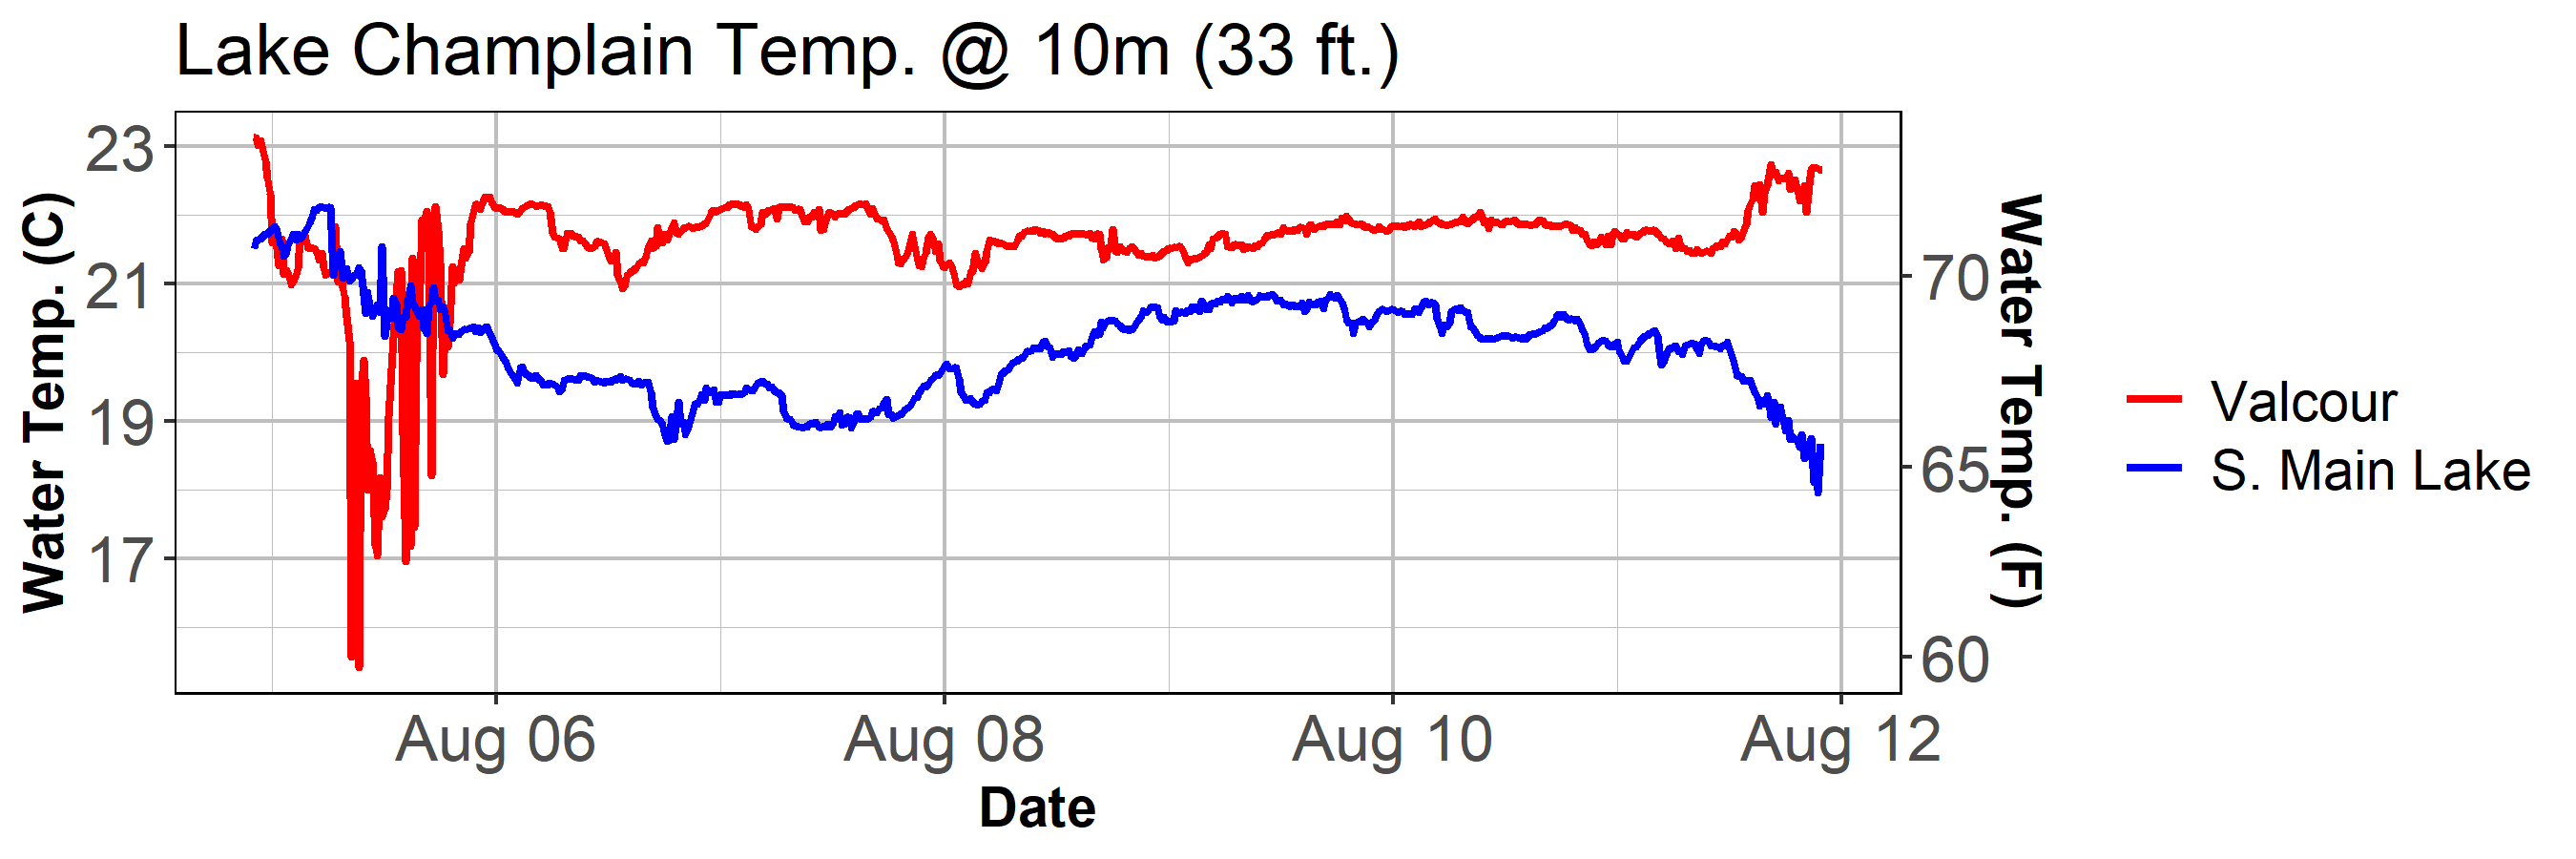 Lake Champlain Temp. @ 10m (33 ft.)
Water Temp. (C)
23
21
19
17
70
65
60
Water Temp. (F)
Aug 06
Aug 08
Aug 10
Aug 12
Date
Valcour
S. Main Lake